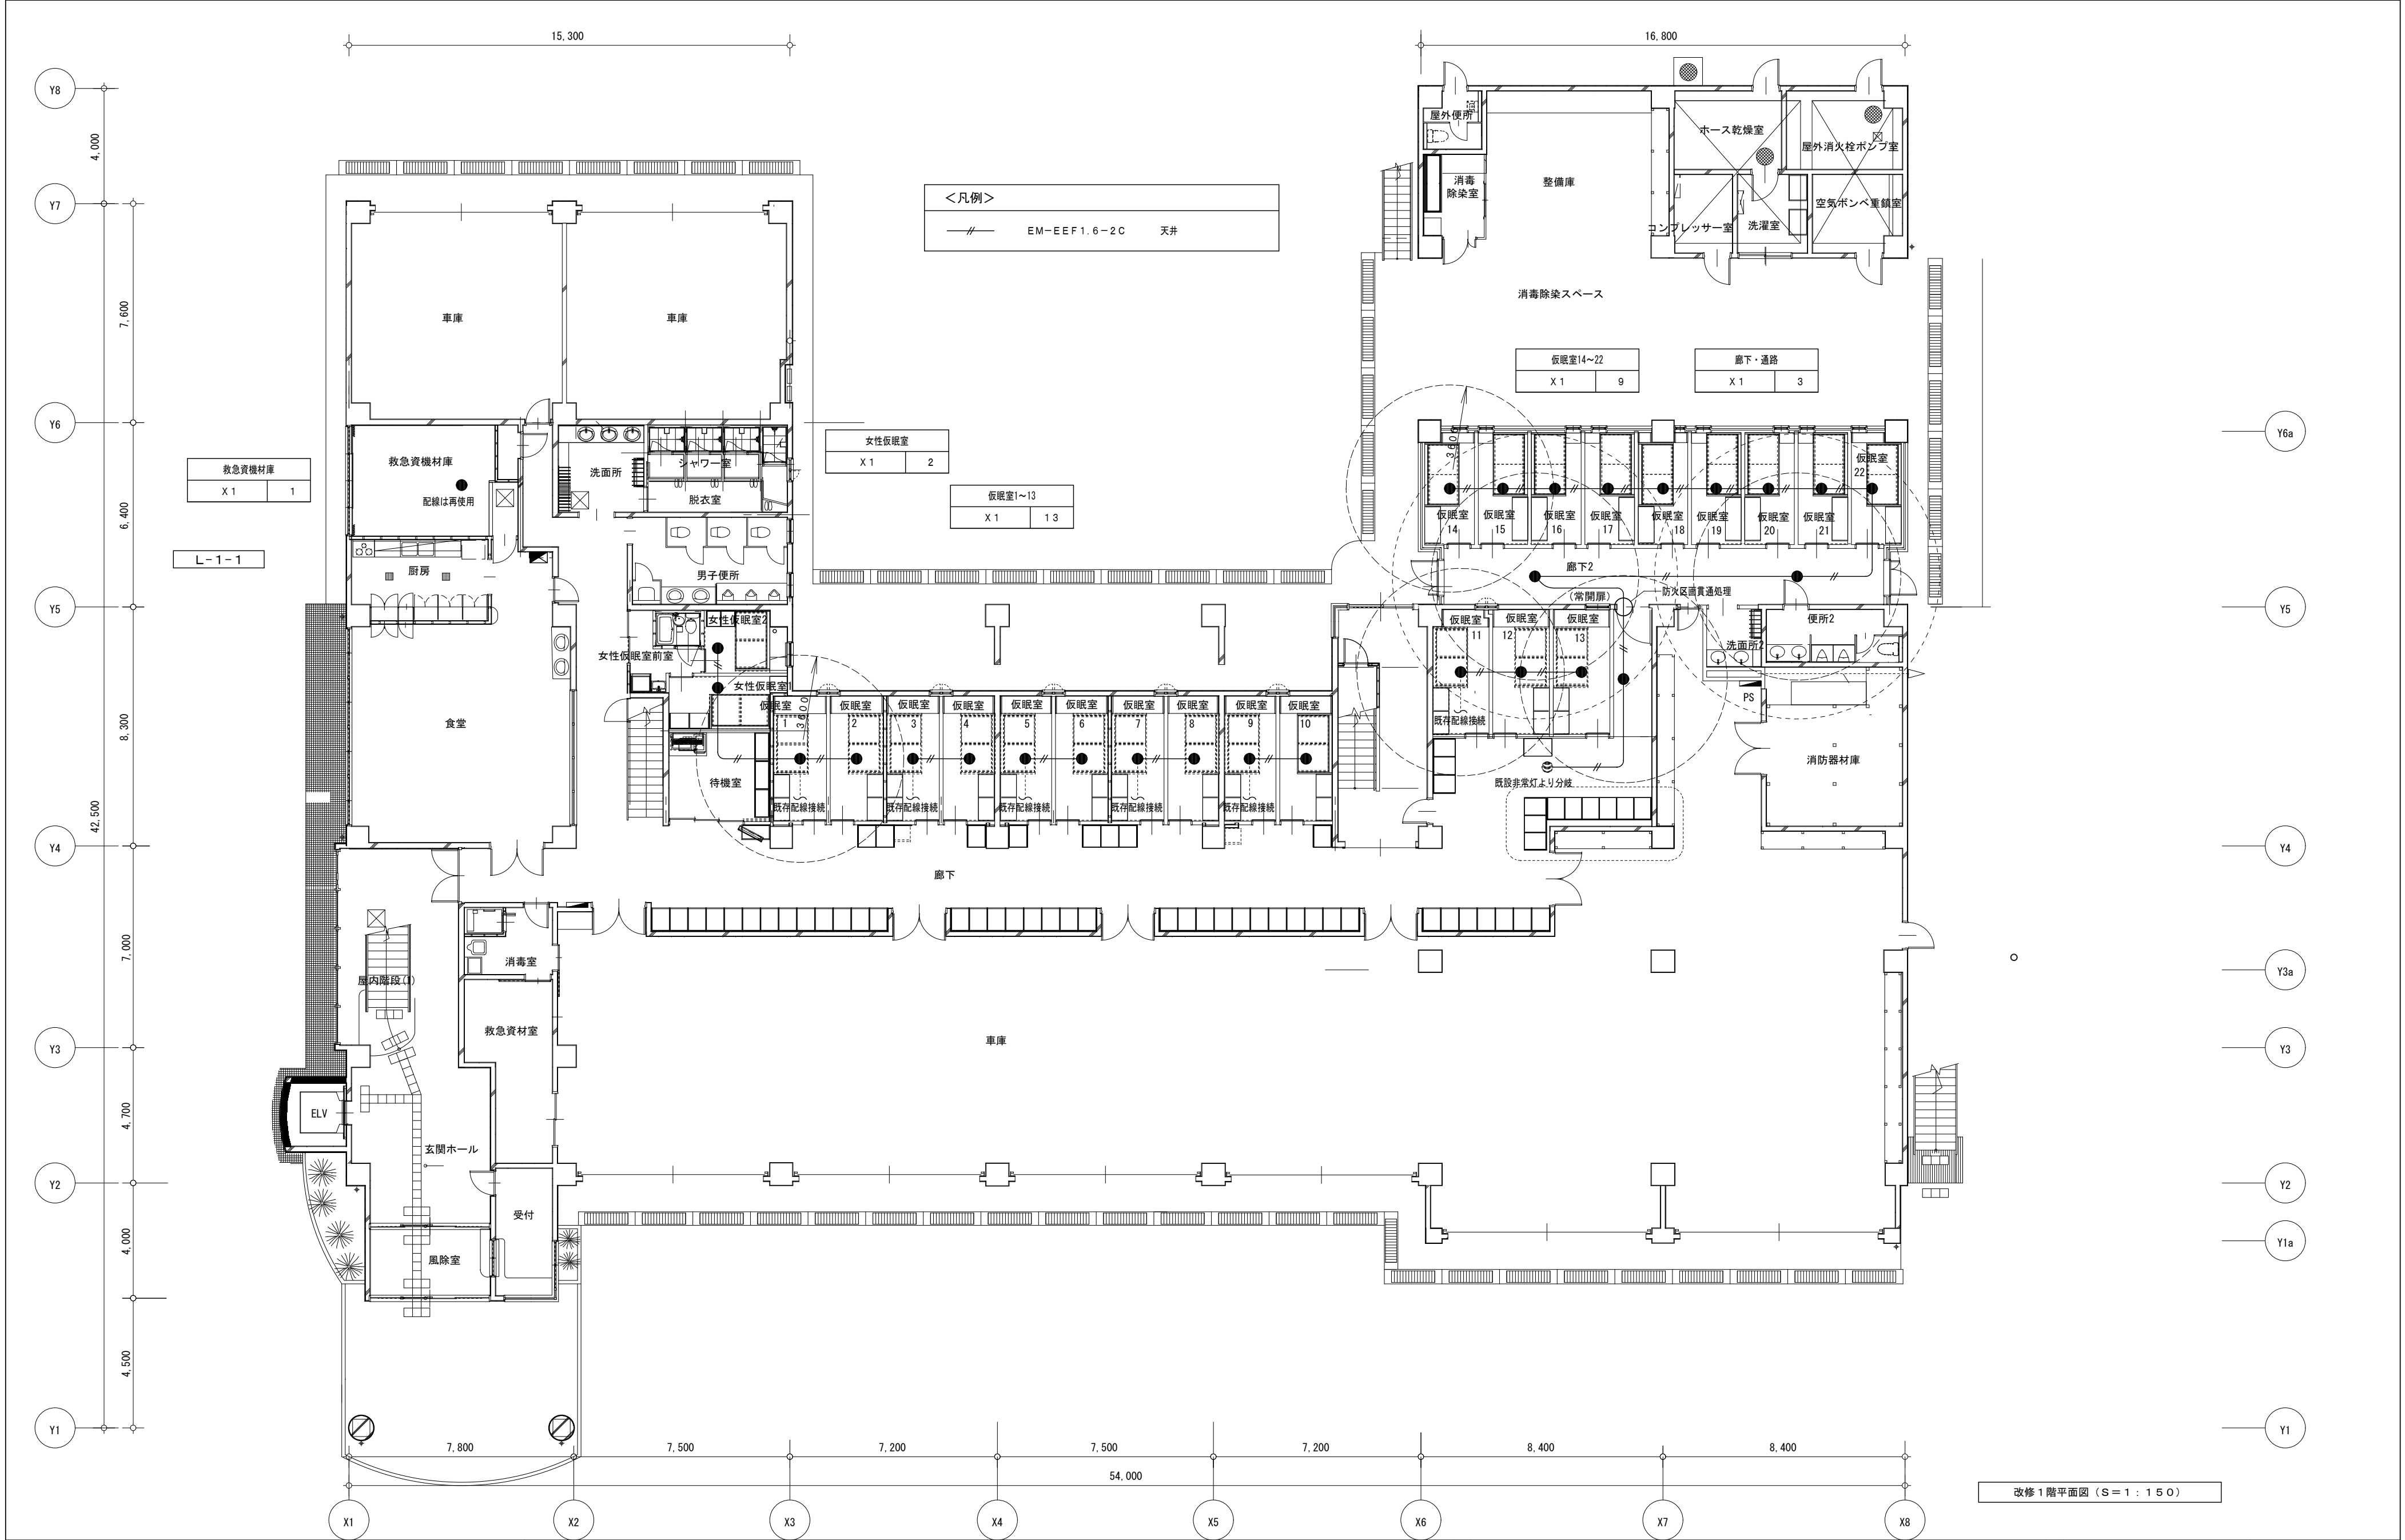 15,300
16,800
Y8
4,000
屋外便所
ホース乾燥室
屋外消火栓ポンプ室
消毒
除染室
整備庫
Y7
<凡例>
EM-EEF1.6-2C 天井
空気ボンベ重鎮室
コンプレッサー室
洗濯室
7,600
車庫
車庫
消毒除染スペース
仮眠室14~22
X1 9
廊下・通路
X1 3
Y6
Y6a
女性仮眠室
X1 2
救急資機材庫
X1 1
救急資機材庫
配線は再使用
洗面所
シャワー室
脱衣室
3600
仮眠室
22
仮眠室1~13
X1 13
6,400
仮眠室
14
仮眠室
15
仮眠室
16
仮眠室
17
仮眠室
18
仮眠室
19
仮眠室
20
仮眠室
21
L-1-1
厨房
男子便所
廊下2
(常開扉)
防火区画貫通処理
Y5
Y5
女性仮眠室2
仮眠室
11
仮眠室
12
仮眠室
13
便所2
洗面所2
女性仮眠室前室
女性仮眠室1
PS
8,300
食堂
仮眠室
1
仮眠室
2
仮眠室
3
仮眠室
4
仮眠室
5
仮眠室
6
仮眠室
7
仮眠室
8
仮眠室
9
仮眠室
10
3600
既存配線接続
待機室
消防器材庫
既設非常灯より分岐
既存配線接続
既存配線接続
既存配線接続
既存配線接続
既存配線接続
42,500
Y4
Y4
廊下
7,000
消毒室
屋内階段(1)
Y3a
救急資材室
車庫
Y3
Y3
4,700
ELV
玄関ホール
Y2
Y2
受付
4,000
風除室
Y1a
4,500
Y1
Y1
7,800
7,500
7,200
7,500
7,200
8,400
8,400
54,000
改修1階平面図(S=1:150)
X1
X2
X3
X4
X5
X6
X7
X8